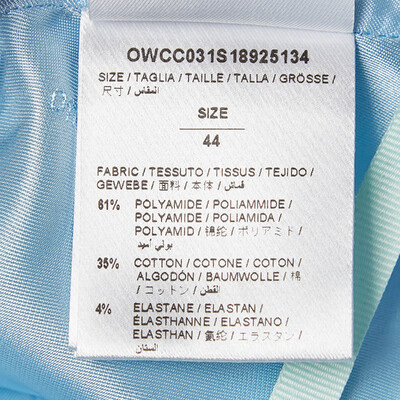 OWCC031S18925134
SIZE / TAGLIA / TAILLE / TALLA / GRÖSSE /
尺寸 / المقاس /
SIZE
44
FABRIC / TESSUTO / TISSUS / TEJIDO /
GEWEBE / 面料 / 本体 / قماش /
61% POLYAMIDE / POLIAMMIDE /
POLYAMIDE / POLIAMIDA /
POLYAMID / 锦纶 / ポリアミド /
بولي أميد
35% COTTON / COTONE / COTON /
ALGODÓN / BAUMWOLLE / 棉
/ コットン / القطن /
4% ELASTANE / ELASTAN /
ÉLASTHANNE / ELASTANO /
ELASTHAN / 氨纶 / エラスタン /
الستان